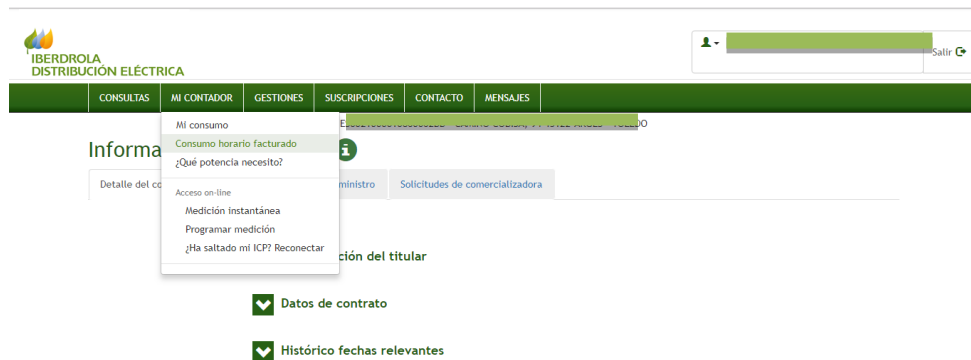 IBERDROLA
DISTRIBUCIÓN ELÉCTRICA
Salir
CONSULTAS MI CONTADOR GESTIONES SUSCRIPCIONES CONTACTO MENSAJES
Mi consumo
Consumo horario facturado
¿Qué potencia necesito?
Acceso on-line
Medición instantánea
Programar medición
¿Ha saltado mi ICP? Reconectar
Informa
Detalle del co ministro Solicitudes de comercializadora
ción del titular
Datos de contrato
Histórico fechas relevantes